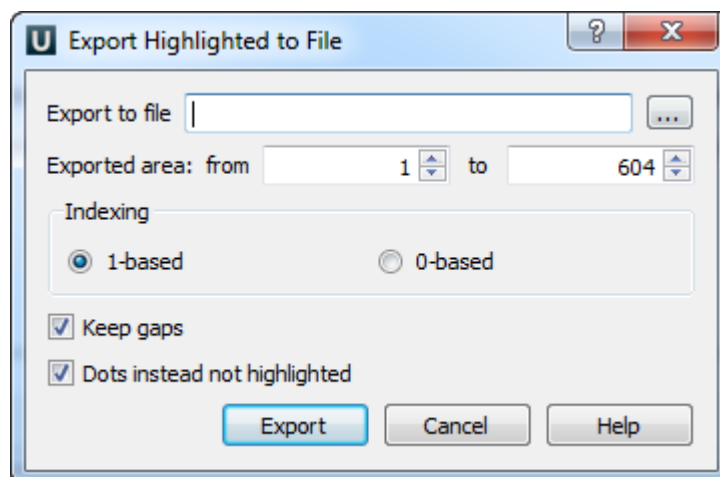 U Export Highlighted to File ? X
Export to file ...
Exported area: from 1 to 604
Indexing
1-based 0-based
Keep gaps
Dots instead not highlighted
Export Cancel Help